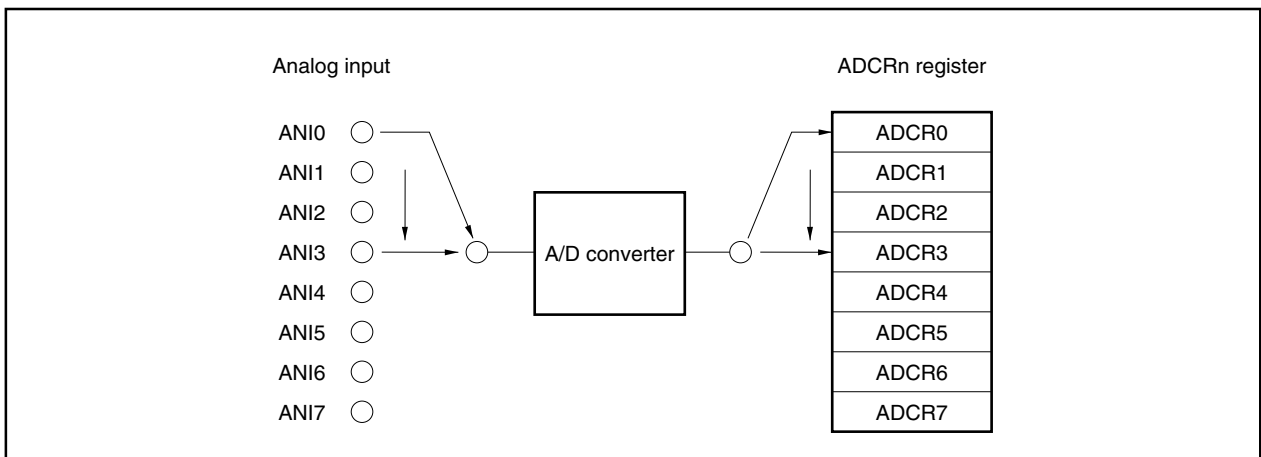 Analog input
ADCRn register
ANI0
ADCR0
ANI1
ADCR1
ANI2
ADCR2
ANI3
A/D converter
ADCR3
ANI4
ADCR4
ANI5
ADCR5
ANI6
ADCR6
ANI7
ADCR7